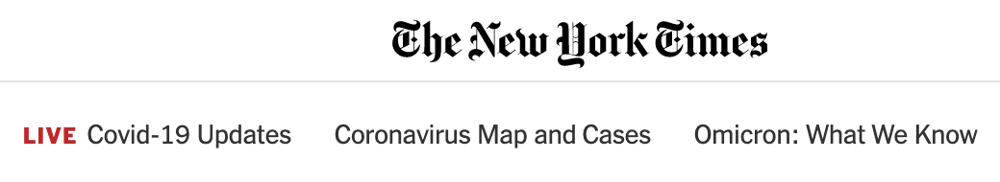 The New York Times
LIVE Covid-19 Updates Coronavirus Map and Cases Omicron: What We Know